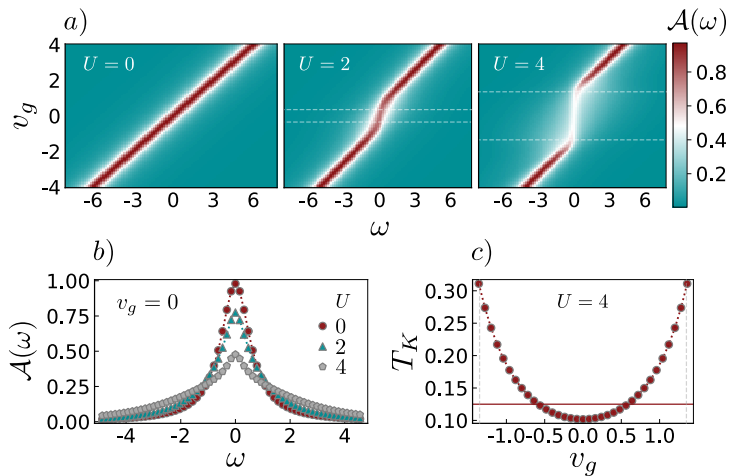 a)
𝒜(ω)
U = 0
U = 2
U = 4
v_g
4
2
0
-2
-4
-6 -3 0 3 6
-6 -3 0 3 6
-6 -3 0 3 6
ω
0.8
0.6
0.4
0.2
b)
𝒜(ω)
1.00
0.75
0.50
0.25
0.00
v_g = 0
U
0
2
4
-4 -2 0 2 4
ω
c)
T_K
0.30
0.25
0.20
0.15
0.10
U = 4
-1.0 -0.5 0.0 0.5 1.0
v_g